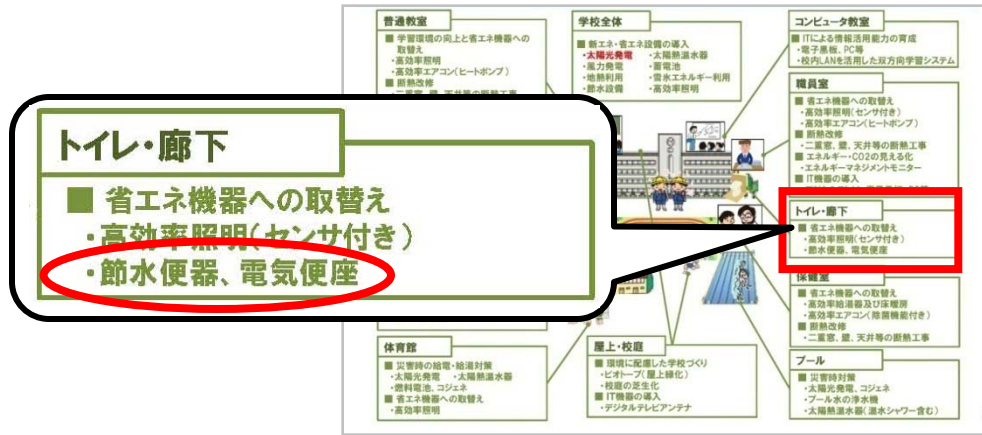 普通教室
■ 学習環境の向上と省エネ機器への
取替え
・高効率照明
・高効率エアコン(ヒートポンプ)
■ 断熱改修
・二重窓、壁、天井等の断熱工事
学校全体
■ 新エネ・省エネ設備の導入
・太陽光発電 ・太陽熱温水器
・風力発電 ・蓄電池
・地熱利用 ・雪氷エネルギー利用
・節水設備 ・高効率照明
コンピュータ教室
■ ITによる情報活用能力の育成
・電子黒板、PC等
・校内LANを活用した双方向学習システム
職員室
■ 省エネ機器への取替え
・高効率照明(センサ付き)
・高効率エアコン(ヒートポンプ)
■ 断熱改修
・二重窓、壁、天井等の断熱工事
■ エネルギー・CO2の見える化
・エネルギーマネジメントモニター
■ IT機器の導入
トイレ・廊下
■ 省エネ機器への取替え
・高効率照明(センサ付き)
・節水便器、電気便座
トイレ・廊下
■ 省エネ機器への取替え
・高効率照明(センサ付き)
・節水便器、電気便座
保健室
■ 省エネ機器への取替え
・高効率給湯器及び床暖房
・高効率エアコン(除菌機能付き)
■ 断熱改修
・二重窓、壁、天井等の断熱工事
体育館
■ 災害時の給電・給湯対策
・太陽光発電 ・太陽熱温水器
・燃料電池、コジェネ
■ 省エネ機器への取替え
・高効率照明
屋上・校庭
■ 環境に配慮した学校づくり
・ビオトープ(屋上緑化)
・校庭の芝生化
■ IT機器の導入
・デジタルテレビアンテナ
プール
■ 災害時対策
・太陽光発電、コジェネ
・プール水の浄水機
・太陽熱温水器(温水シャワー含む)